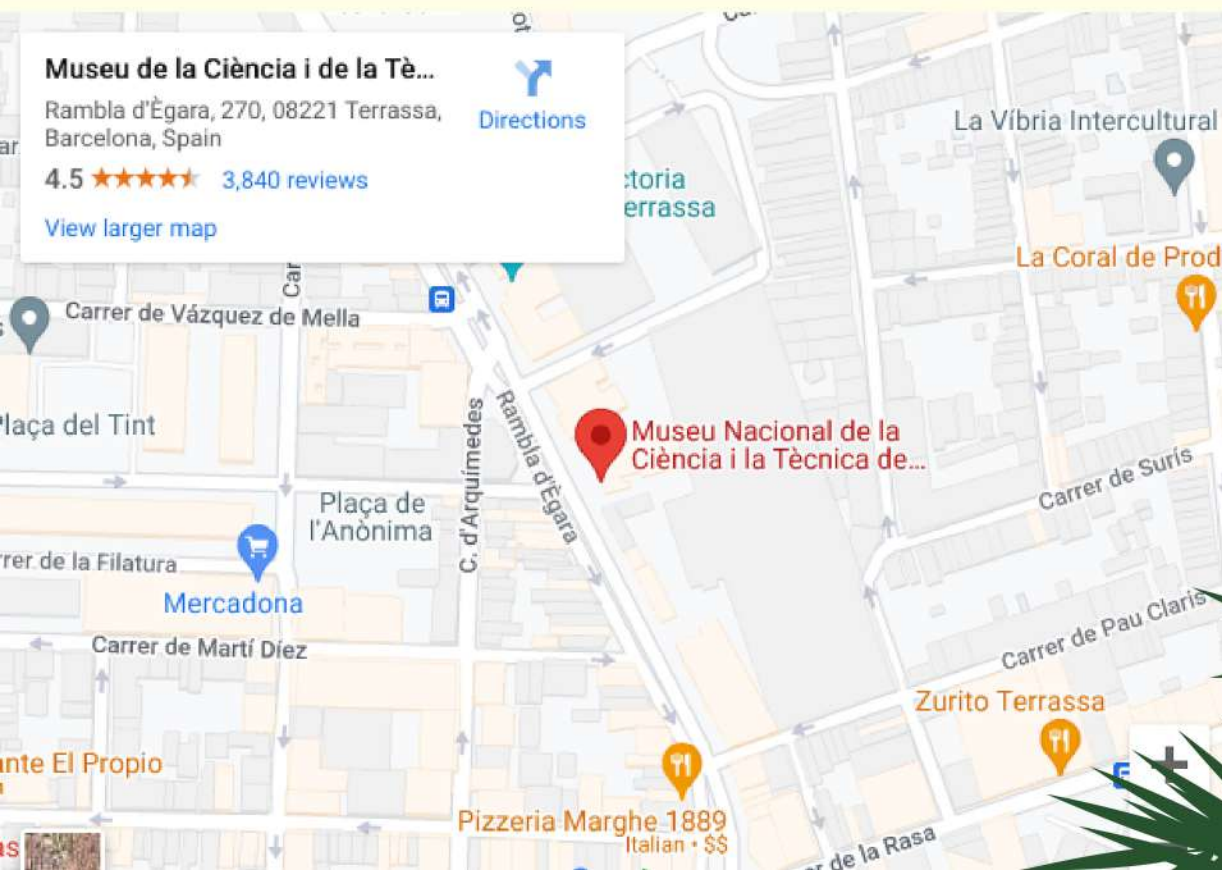 Museu de la Ciència i de la Tè...
Rambla d'Ègara, 270, 08221 Terrassa,
Barcelona, Spain
4.5
3,840 reviews
View larger map
Directions
La Víbria Intercultural
ctoria
errassa
La Coral de Prod
Car
Carrer de Vázquez de Mella
laça del Tint
Rambla d'Ègara
C. d'Arquímedes
Museu Nacional de la
Ciència i la Tècnica de...
Plaça de
l'Anònima
Carrer de Surís
rer de la Filatura
Mercadona
Carrer de Martí Díez
Carrer de Pau Claris
Zurito Terrassa
ante El Propio
Pizzeria Marghe 1889
Italian • $$
de la Rasa
as